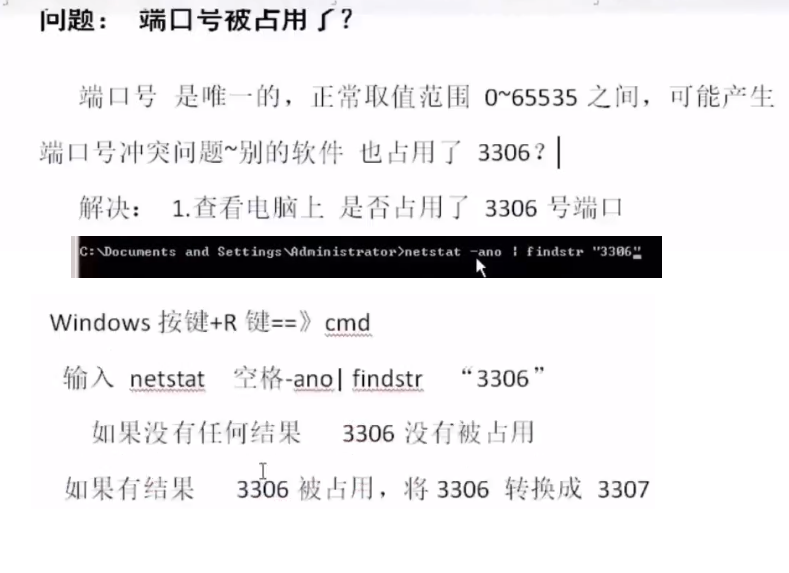 问题： 端口号被占用了？
端口号 是唯一的，正常取值范围 0~65535 之间，可能产生
端口号冲突问题~别的软件 也占用了 3306？
解决： 1.查看电脑上 是否占用了 3306 号端口
C:\Documents and Settings\Administrator>netstat -ano | findstr "3306"
Windows 按键+R 键==》cmd
输入 netstat 空格-ano| findstr “3306”
如果没有任何结果 3306 没有被占用
如果有结果 3306 被占用，将 3306 转换成 3307